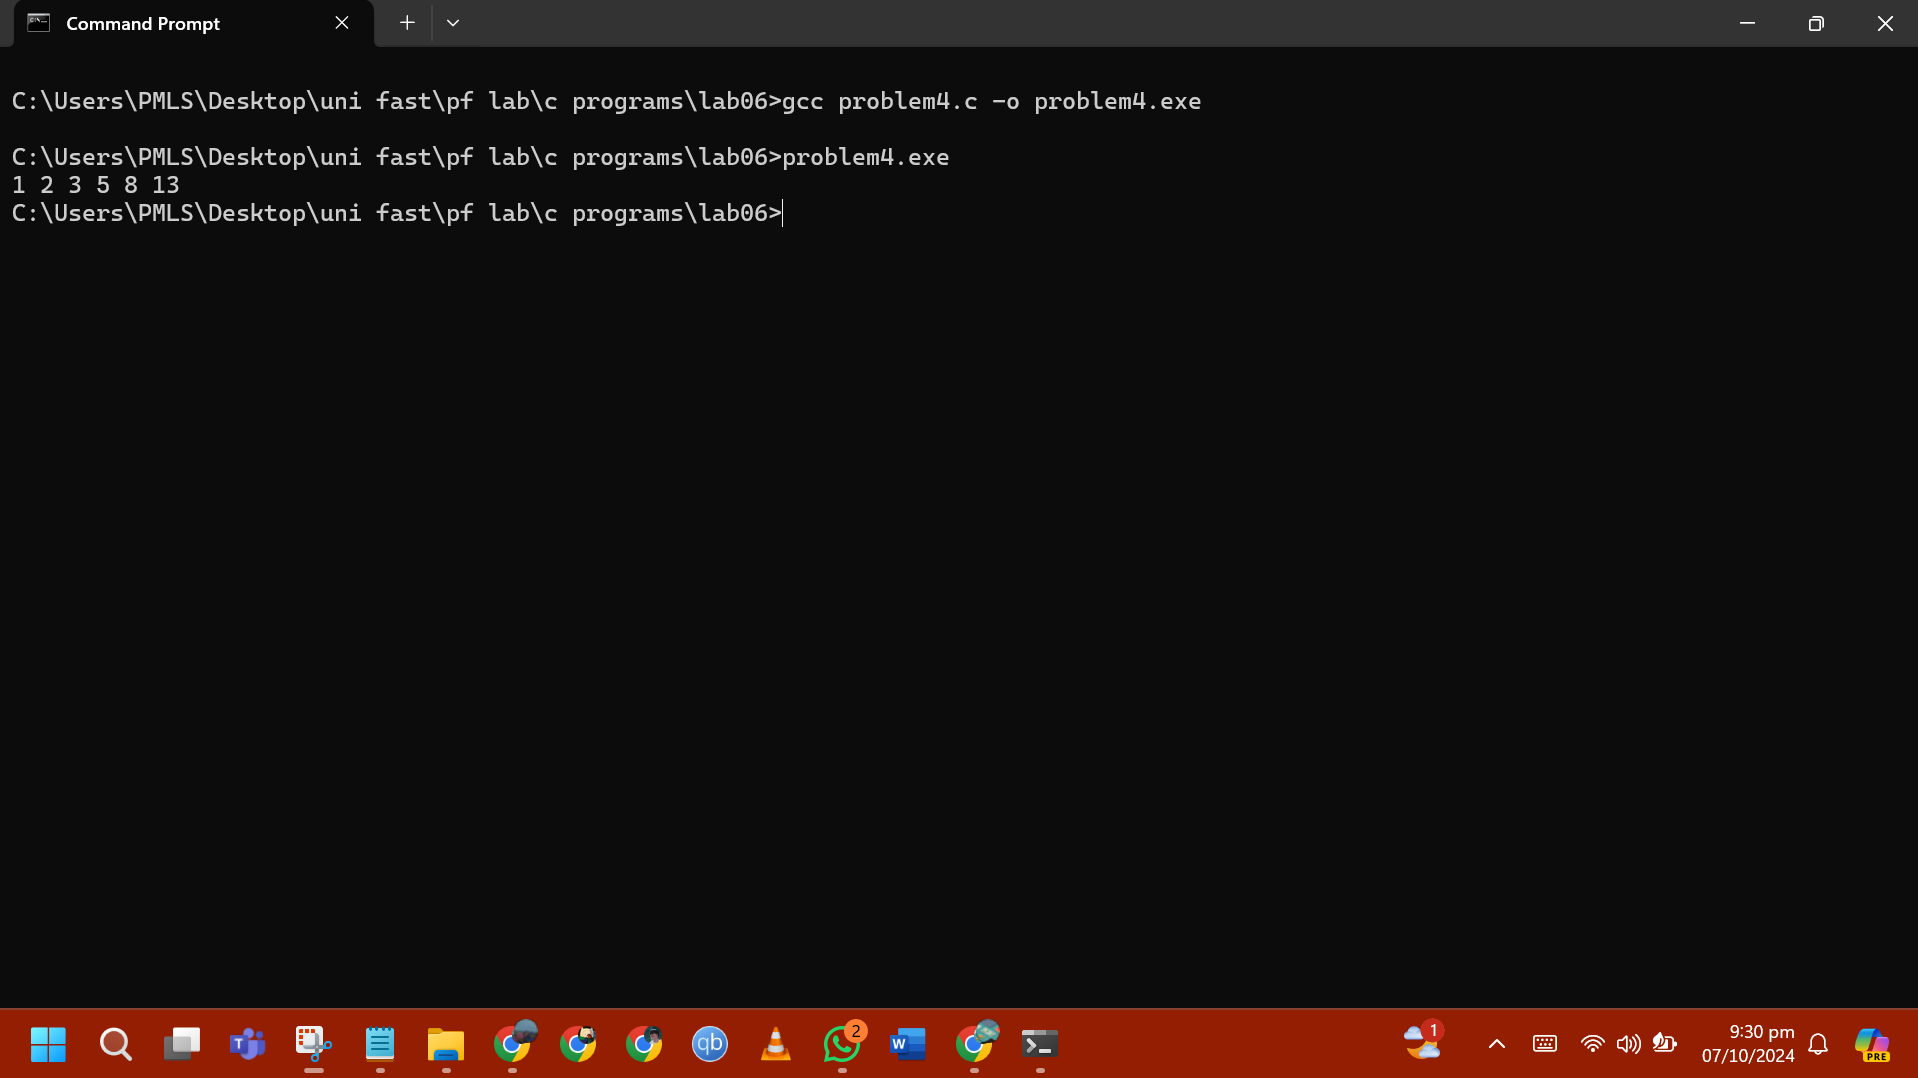 Command Prompt
C:\Users\PMLS\Desktop\uni fast\pf lab\c programs\lab06>gcc problem4.c -o problem4.exe
C:\Users\PMLS\Desktop\uni fast\pf lab\c programs\lab06>problem4.exe
1 2 3 5 8 13
C:\Users\PMLS\Desktop\uni fast\pf lab\c programs\lab06>
T
qb
2
W
1
9:30 pm
07/10/2024
PRE